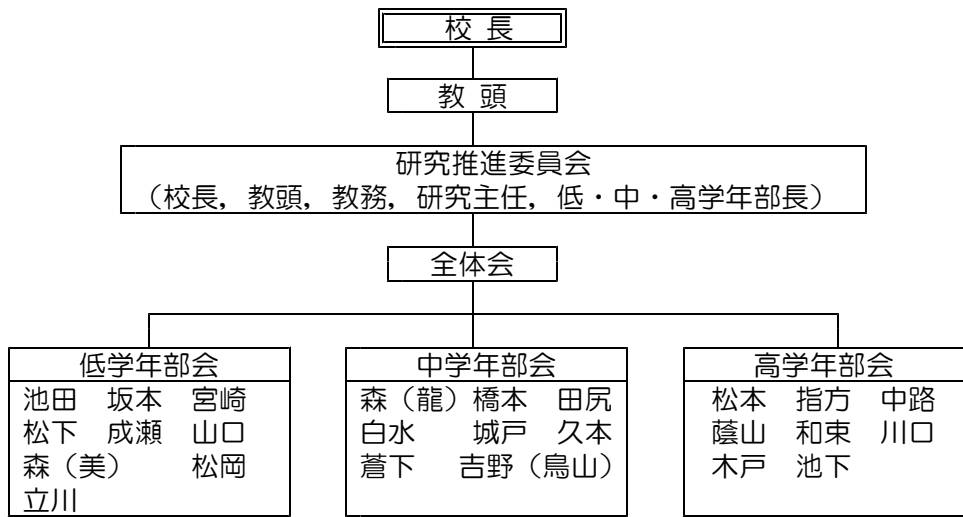 校 長
教 頭
研究推進委員会
（校長，教頭，教務，研究主任，低・中・高学年部長）
全体会
低学年部会
池田　坂本　宮崎
松下　成瀬　山口
森（美）　　松岡
立川
中学年部会
森（龍）橋本　田尻
白水　　城戸　久本
蒼下　吉野（鳥山）
高学年部会
松本　指方　中路
蔭山　和束　川口
木戸　池下